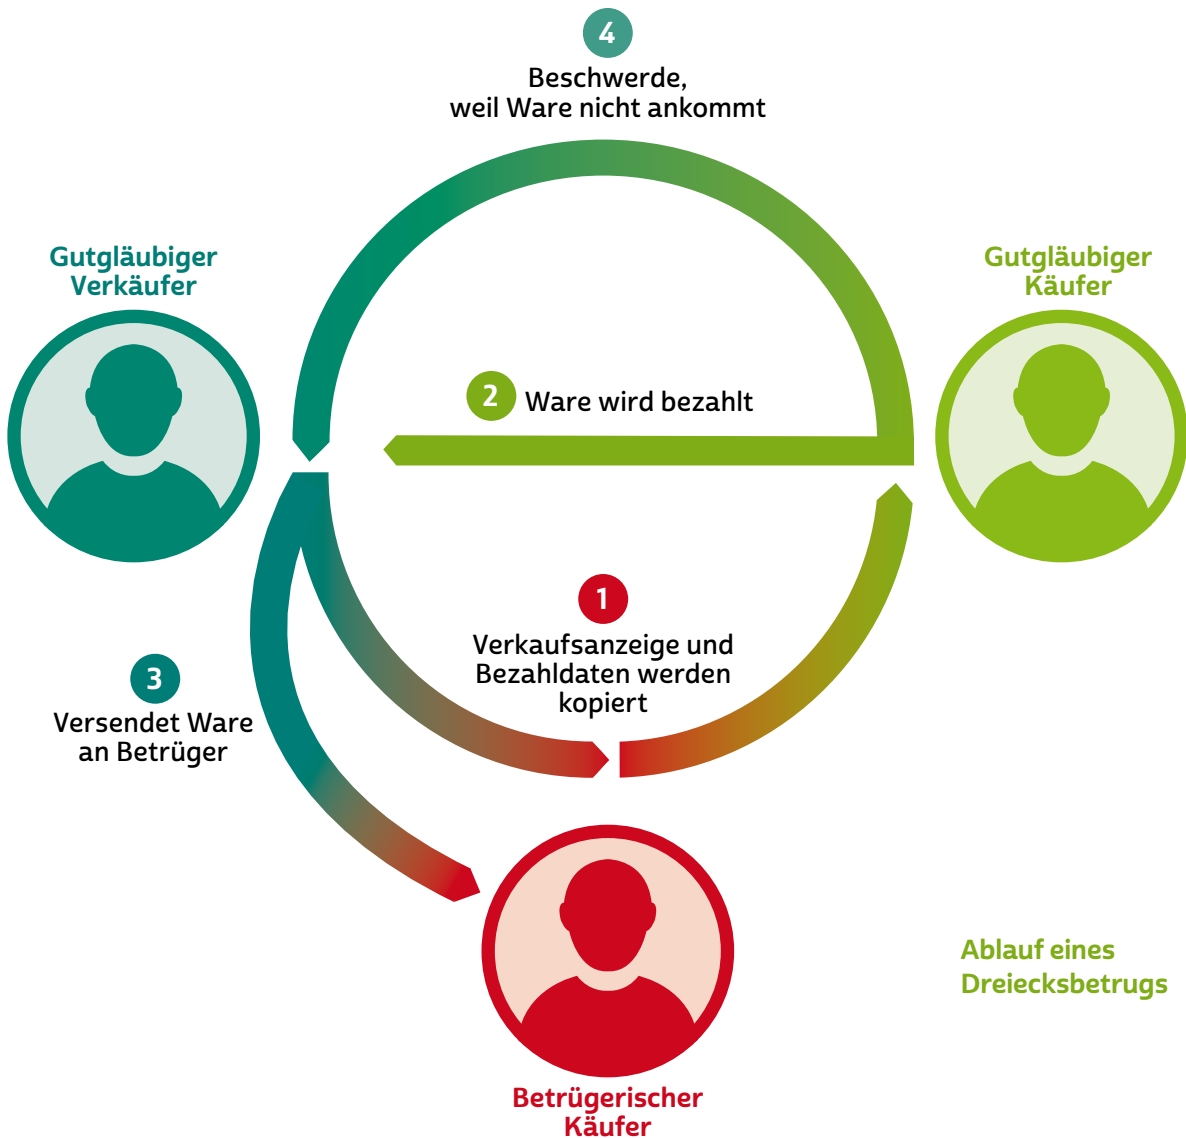 4
Beschwerde,
weil Ware nicht ankommt
Gutgläubiger
Verkäufer
Gutgläubiger
Käufer
2 Ware wird bezahlt
1
Verkaufsanzeige und
Bezahldaten werden
kopiert
3
Versendet Ware
an Betrüger
Betrügerischer
Käufer
Ablauf eines
Dreiecksbetrugs